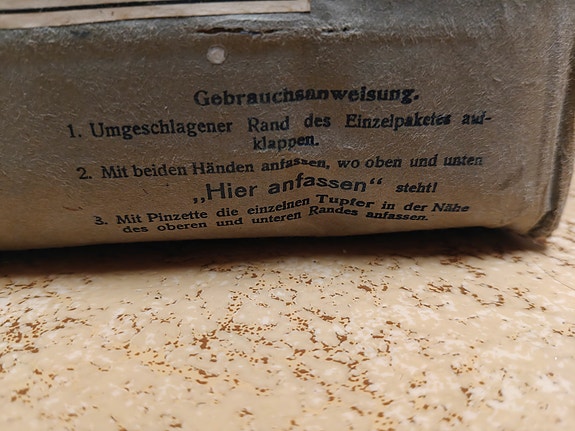 Gebrauchsanweisung.
1. Umgeschlagener Rand des Einzelpaketes auf-
klappen.
2. Mit beiden Händen anfassen, wo oben und unten
„Hier anfassen“ steht!
3. Mit Pinzette die einzelnen Tupfer in der Nähe
des oberen und unteren Randes anfassen.